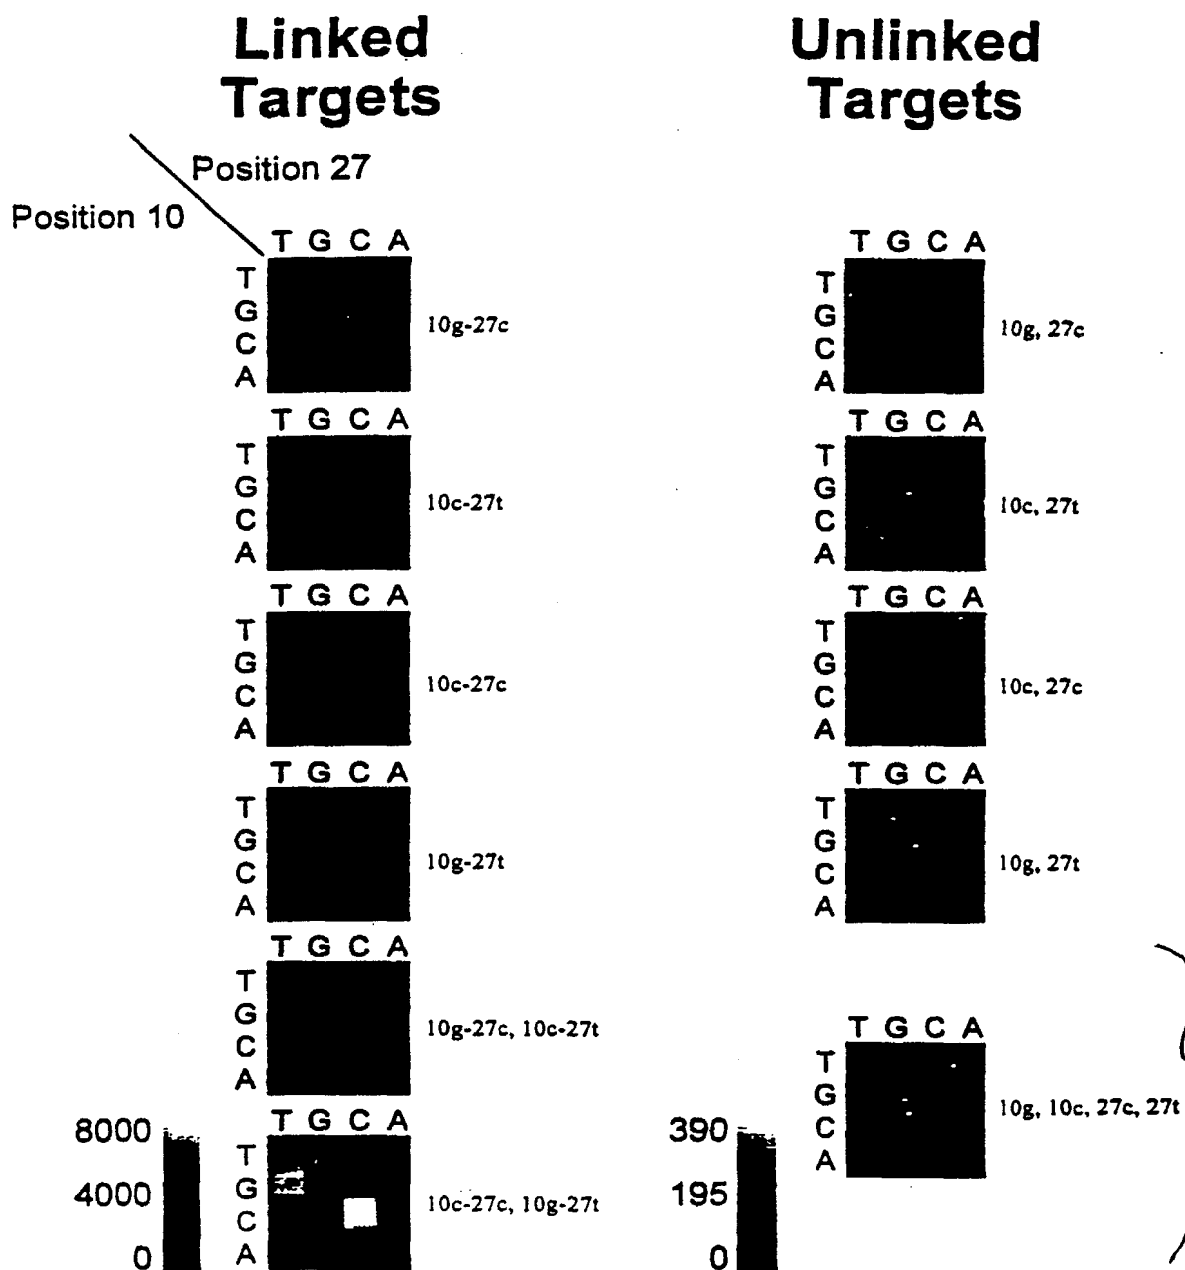 Linked
Targets
Unlinked
Targets
Position 27
Position 10
T G C A
T
G
C
A
10g-27c
T G C A
T
G
C
A
10c-27t
T G C A
T
G
C
A
10c-27c
T G C A
T
G
C
A
10g-27t
T G C A
T
G
C
A
10g-27c, 10c-27t
T G C A
T
G
C
A
10c-27c, 10g-27t
8000
4000
0
T G C A
T
G
C
A
10g, 27c
T G C A
T
G
C
A
10c, 27t
T G C A
T
G
C
A
10c, 27c
T G C A
T
G
C
A
10g, 27t
T G C A
T
G
C
A
10g, 10c, 27c, 27t
390
195
0